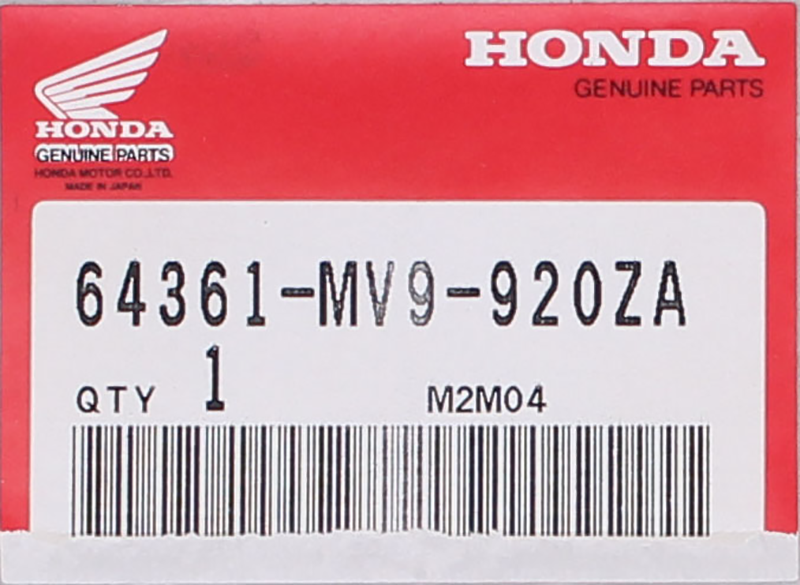 HONDA
GENUINE PARTS
HONDA
GENUINE PARTS
HONDA MOTOR CO.,LTD.
MADE IN JAPAN
64361-MV9-920ZA
QTY 1 M2M04